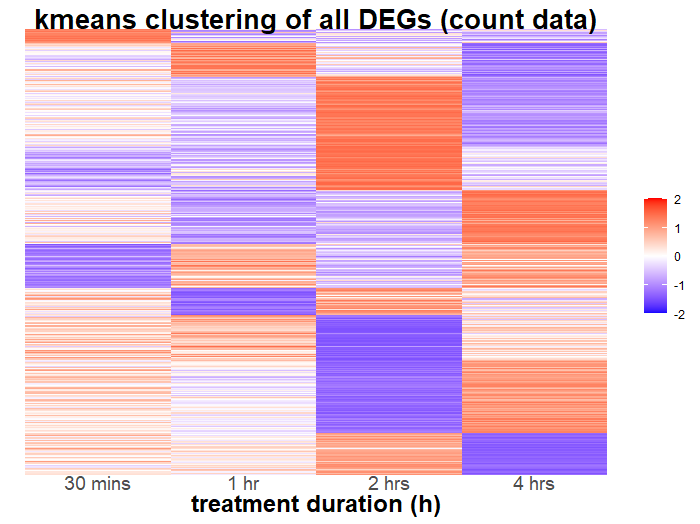 kmeans clustering of all DEGs (count data)
2
1
0
-1
-2
30 mins 1 hr 2 hrs 4 hrs
treatment duration (h)